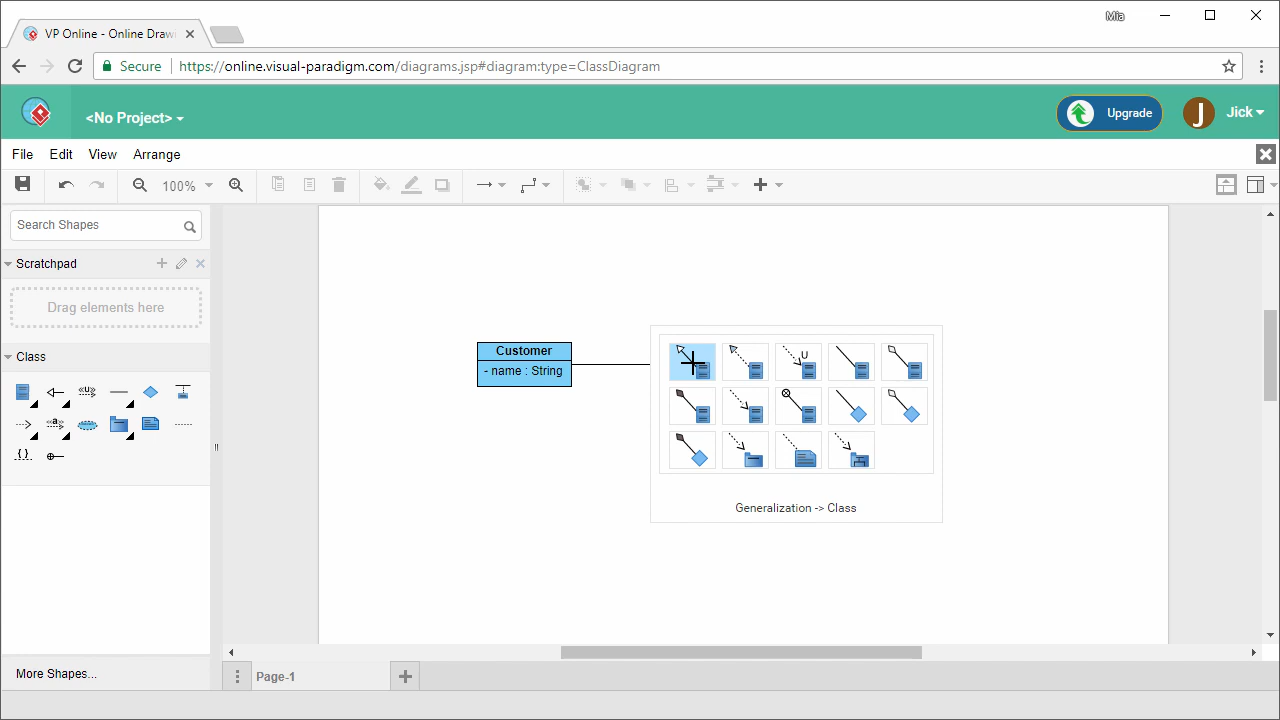 Mia
VP Online - Online Draw
Secure https://online.visual-paradigm.com/diagrams.jsp#diagram:type=ClassDiagram
<No Project>
Upgrade
J
Jick
File Edit View Arrange
100%
Search Shapes
Scratchpad
Drag elements here
Class
Customer
- name : String
U
Generalization -> Class
More Shapes...
Page-1